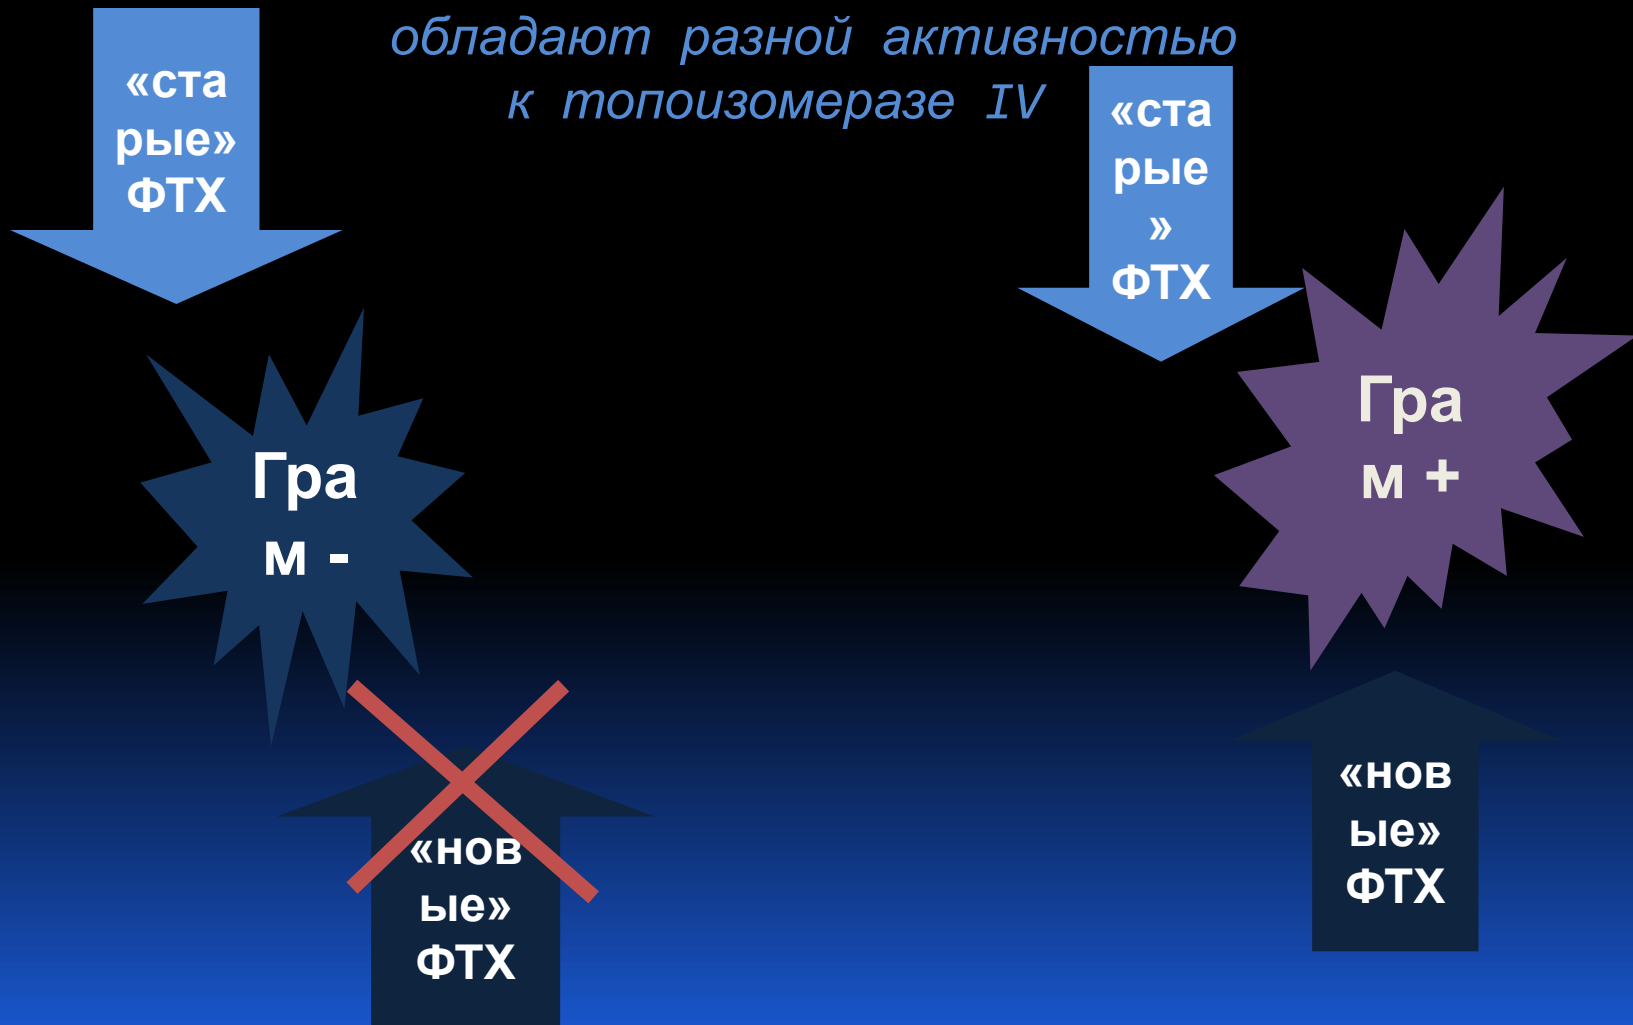 обладают разной активностью
к топоизомеразе IV
«ста
рые»
ФТХ
«ста
рые
»
ФТХ
Гра
м -
Гра
м +
«нов
ые»
ФТХ
«нов
ые»
ФТХ